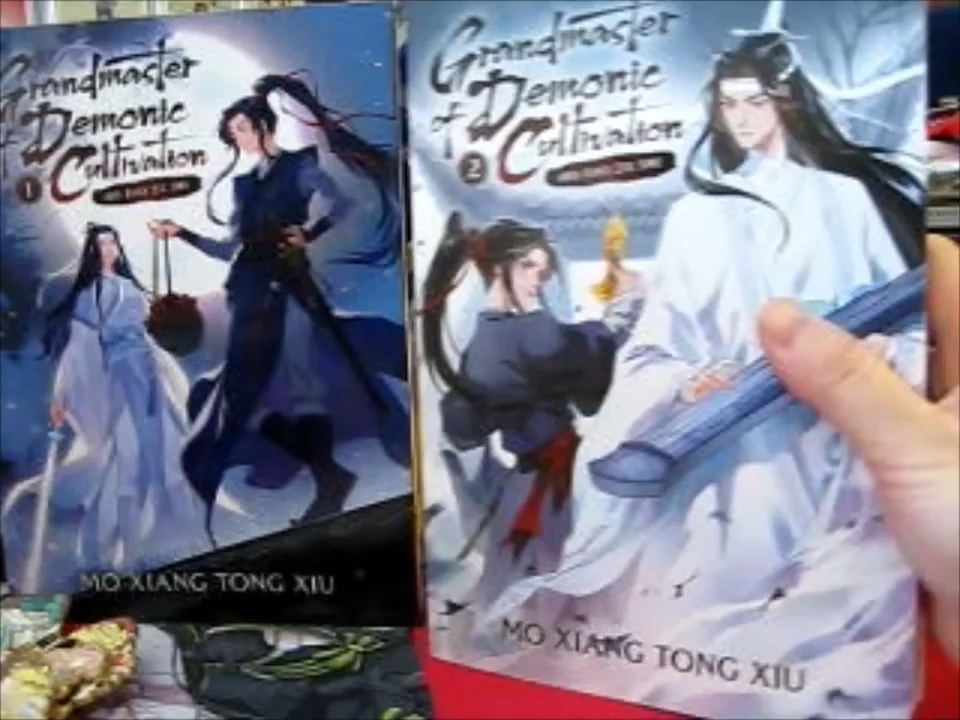 Grandmaster
of Demonic
1 Cultivation
MO XIANG TONG XIU
Grandmaster
of Demonic
2 Cultivation
MO XIANG TONG XIU